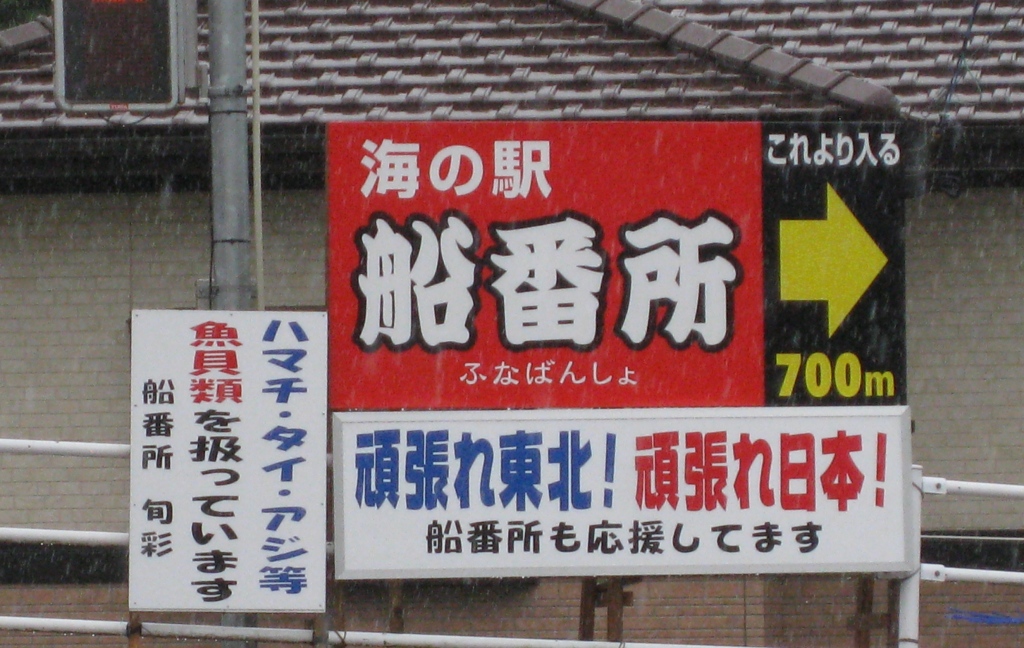 海の駅
船番所
ふなばんしょ
これより入る
700m
頑張れ東北！頑張れ日本！
船番所も応援してます
ハマチ・タイ・アジ等
魚貝類を扱っています
船番所 旬彩